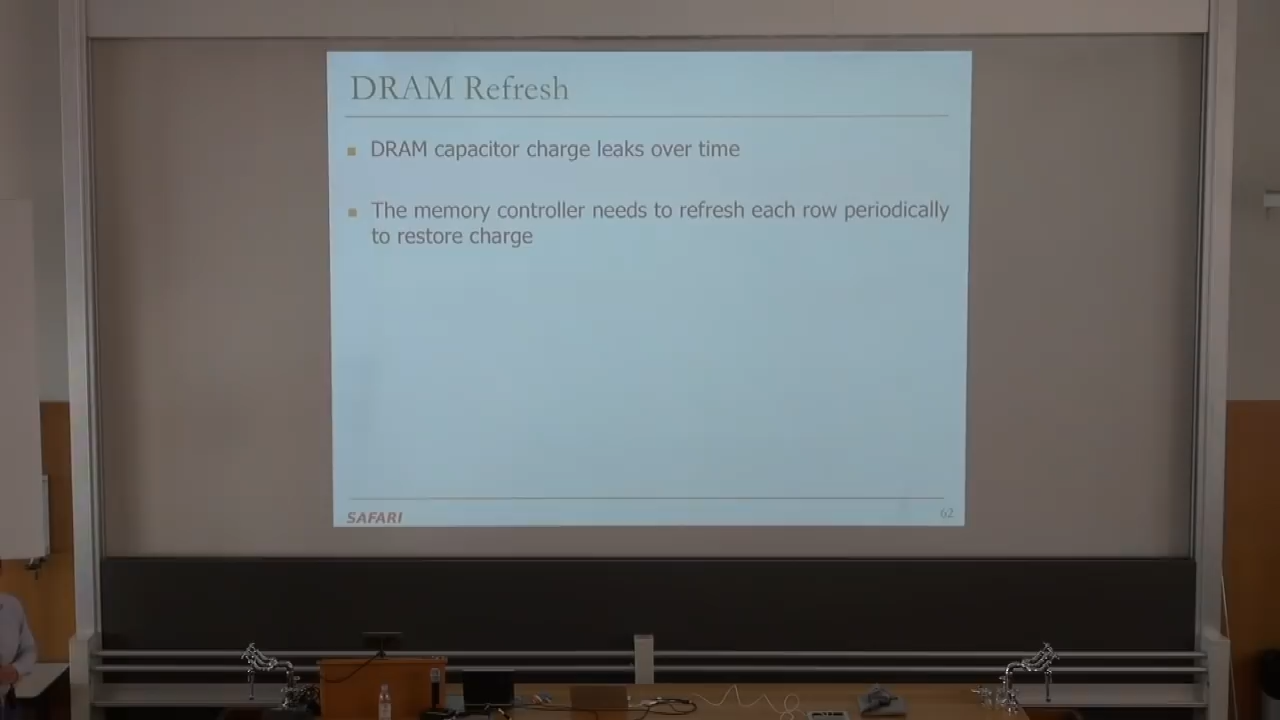 DRAM Refresh
▪ DRAM capacitor charge leaks over time
▪ The memory controller needs to refresh each row periodically
to restore charge
SAFARI
62